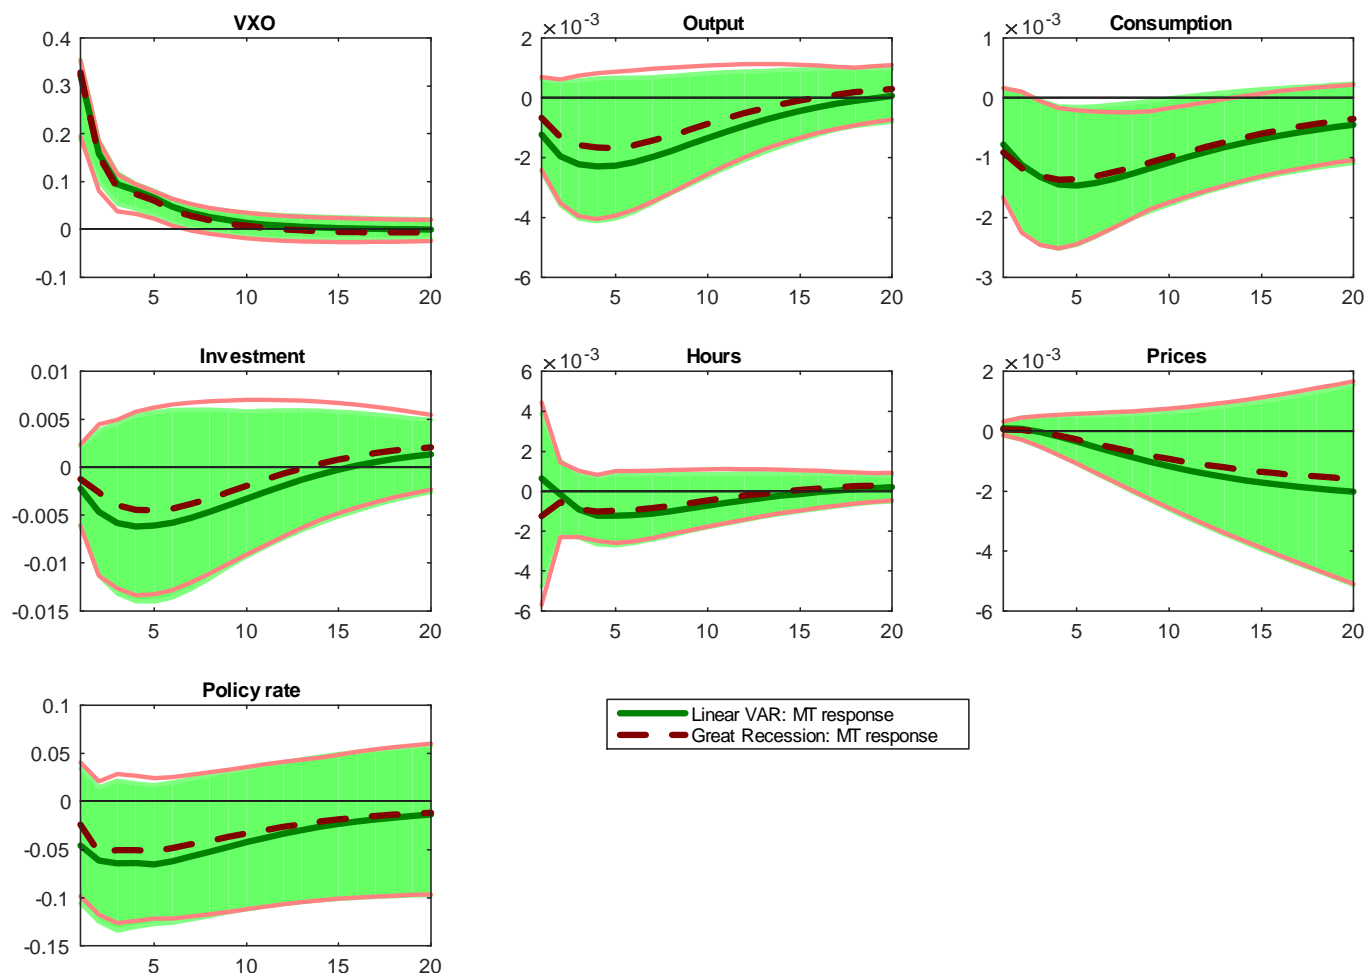 VXO
0.4
0.3
0.2
0.1
0
-0.1
5 10 15 20
Output
×10⁻³
2
0
-2
-4
-6
5 10 15 20
Consumption
×10⁻³
1
0
-1
-2
-3
5 10 15 20
Investment
0.01
0.005
0
-0.005
-0.01
-0.015
5 10 15 20
Hours
×10⁻³
6
4
2
0
-2
-4
-6
5 10 15 20
Prices
×10⁻³
2
0
-2
-4
-6
5 10 15 20
Policy rate
0.1
0.05
0
-0.05
-0.1
-0.15
5 10 15 20
Linear VAR: MT response
Great Recession: MT response